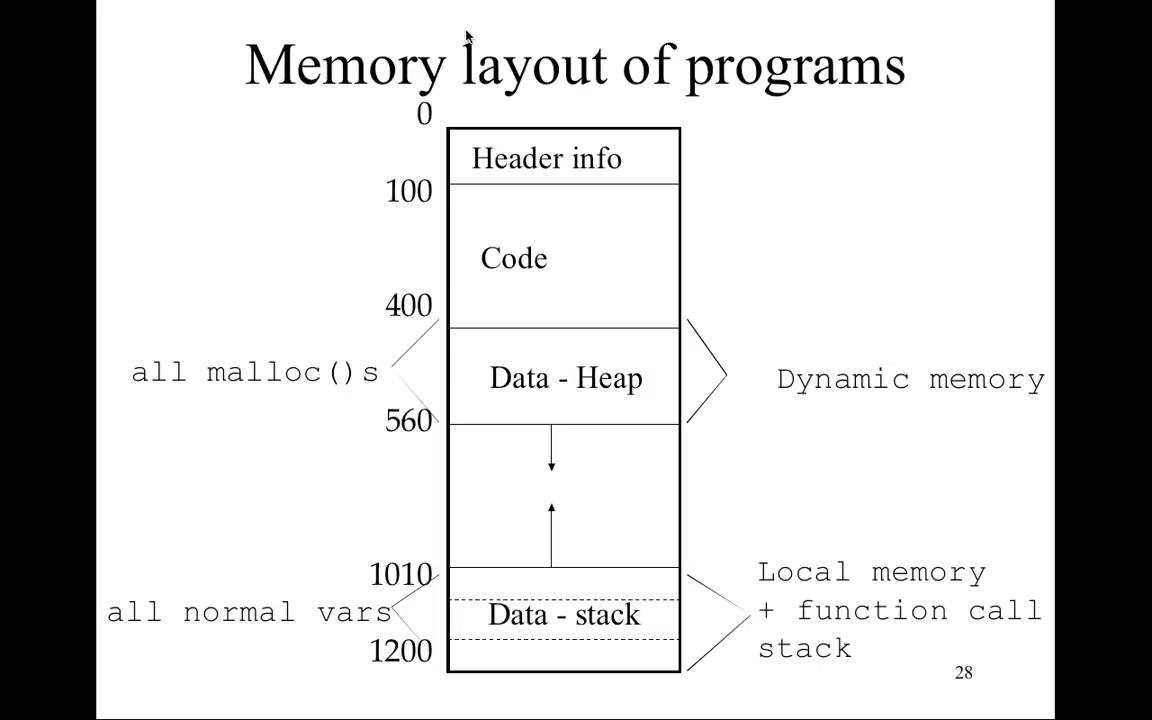 Memory layout of programs
0
Header info
100
Code
400
all malloc()s
Data - Heap
Dynamic memory
560
1010
all normal vars
Data - stack
Local memory
+ function call
stack
1200
28